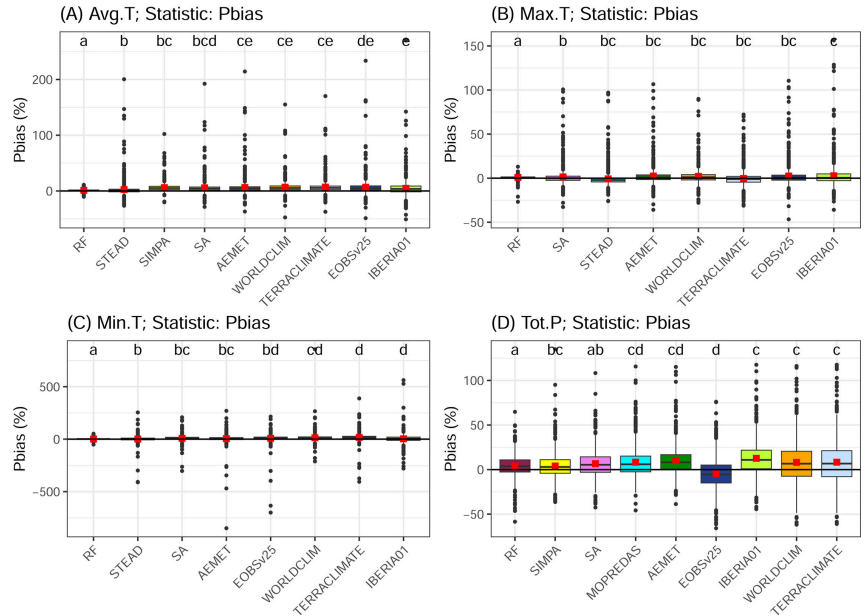 (A) Avg.T; Statistic: Pbias
a b bc bcd ce ce ce de e
Pbias (%)
200
100
0
RF STEAD SIMPA SA AEMET WORLDCLIM TERRACLIMATE EOBSv25 IBERIA01
(B) Max.T; Statistic: Pbias
a b bc bc bc bc bc c
Pbias (%)
150
100
50
0
−50
RF SA STEAD AEMET WORLDCLIM TERRACLIMATE EOBSv25 IBERIA01
(C) Min.T; Statistic: Pbias
a b bc bc bd cd d d
Pbias (%)
500
0
−500
RF STEAD SA AEMET EOBSv25 WORLDCLIM TERRACLIMATE IBERIA01
(D) Tot.P; Statistic: Pbias
a bc ab cd cd d c c c
Pbias (%)
100
50
0
−50
RF SIMPA SA MOPREDAS AEMET EOBSv25 IBERIA01 WORLDCLIM TERRACLIMATE